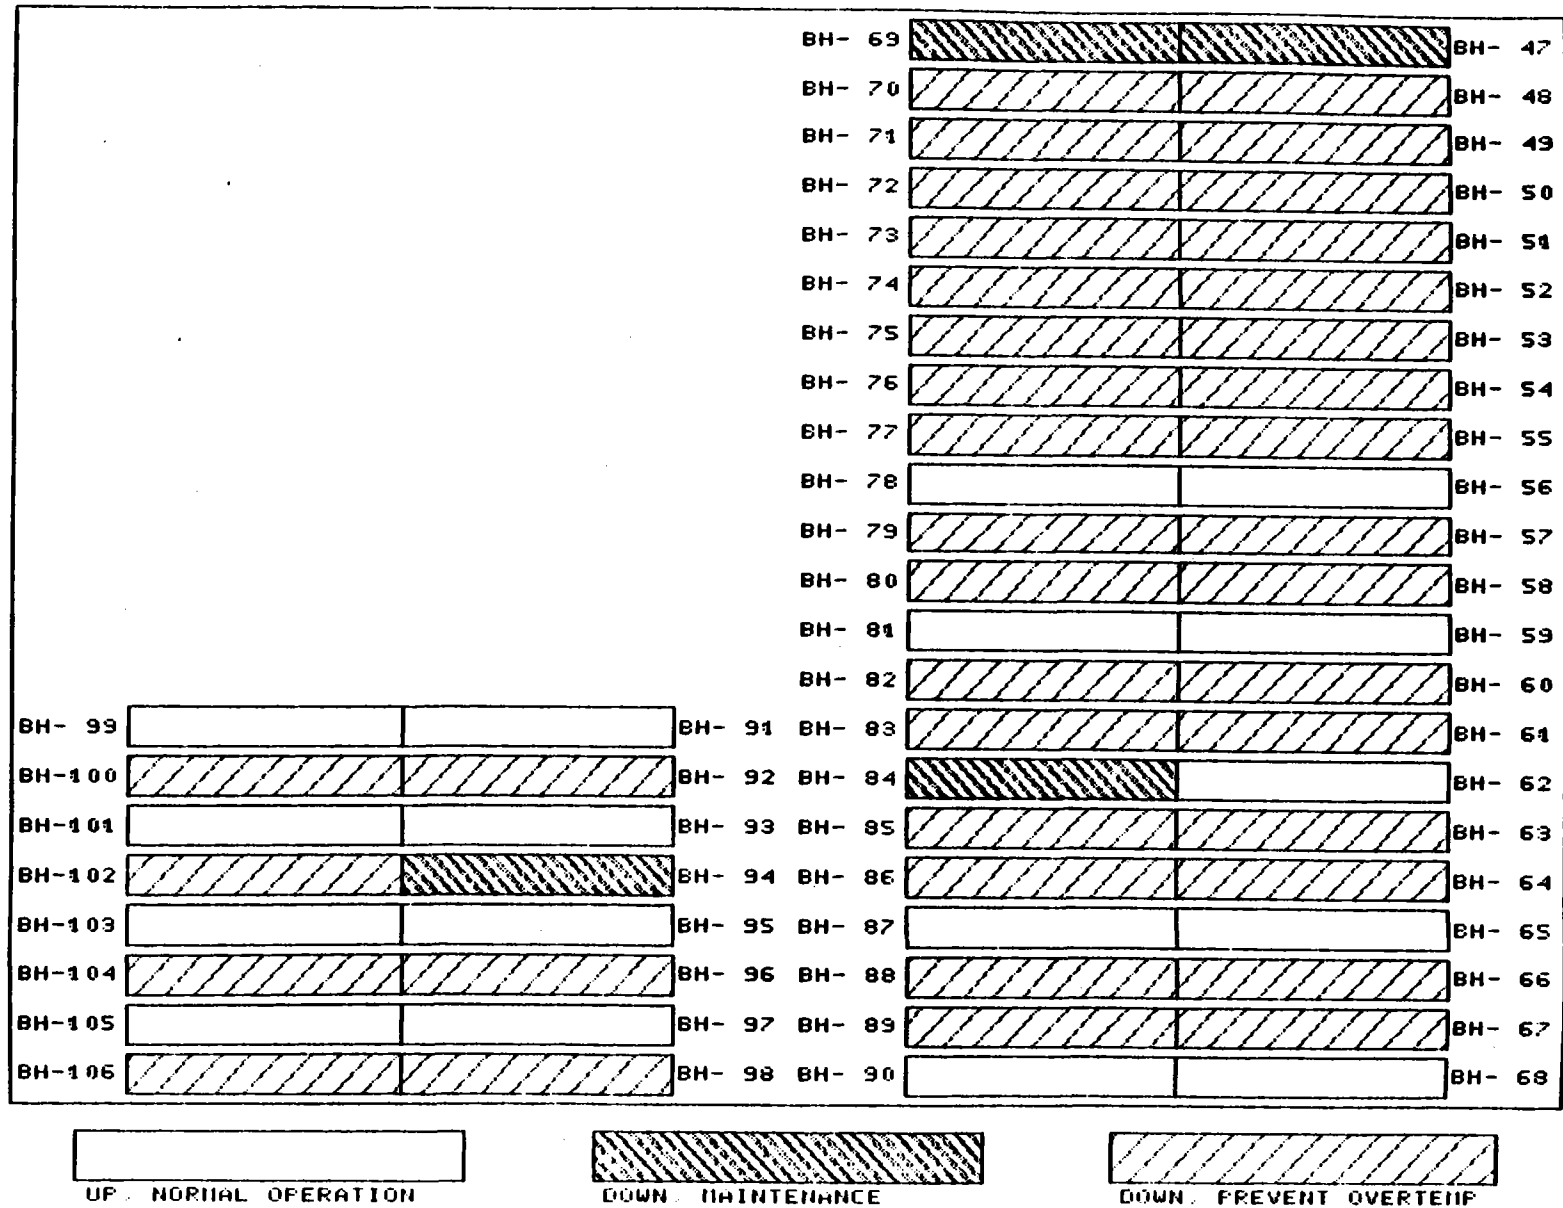 BH- 69 BH- 47
BH- 70 BH- 48
BH- 71 BH- 49
BH- 72 BH- 50
BH- 73 BH- 51
BH- 74 BH- 52
BH- 75 BH- 53
BH- 76 BH- 54
BH- 77 BH- 55
BH- 78 BH- 56
BH- 79 BH- 57
BH- 80 BH- 58
BH- 81 BH- 59
BH- 82 BH- 60
BH- 99 BH- 91 BH- 83 BH- 61
BH-100 BH- 92 BH- 84 BH- 62
BH-101 BH- 93 BH- 85 BH- 63
BH-102 BH- 94 BH- 86 BH- 64
BH-103 BH- 95 BH- 87 BH- 65
BH-104 BH- 96 BH- 88 BH- 66
BH-105 BH- 97 BH- 89 BH- 67
BH-106 BH- 98 BH- 90 BH- 68
UP. NORMAL OPERATION DOWN. MAINTENANCE DOWN. PREVENT OVERTEMP